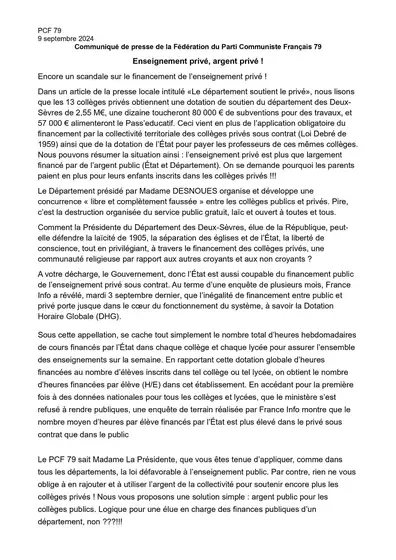 PCF 79
9 septembre 2024
Communiqué de presse de la Fédération du Parti Communiste Français 79
Enseignement privé, argent privé !
Encore un scandale sur le financement de l'enseignement privé !
Dans un article de la presse locale intitulé «Le département soutient le privé», nous lisons
que les 13 collèges privés obtiennent une dotation de soutien du département des Deux-
Sèvres de 2,55 M€, une dizaine toucheront 80 000 € de subventions pour des travaux, et
57 000 € alimenteront le Pass'educatif. Ceci vient en plus de l'application obligatoire du
financement par la collectivité territoriale des collèges privés sous contrat (Loi Debré de
1959) ainsi que de la dotation de l'État pour payer les professeurs de ces mêmes collèges.
Nous pouvons résumer la situation ainsi : l'enseignement privé est plus que largement
financé par de l'argent public (État et Département). On se demande pourquoi les parents
paient en plus pour leurs enfants inscrits dans les collèges privés !!!
Le Département présidé par Madame DESNOUES organise et développe une
concurrence « libre et complètement faussée » entre les collèges publics et privés. Pire,
c'est la destruction organisée du service public gratuit, laïc et ouvert à toutes et tous.
Comment la Présidente du Département des Deux-Sèvres, élue de la République, peut-
elle défendre la laïcité de 1905, la séparation des églises et de l'État, la liberté de
conscience, tout en privilégiant, à travers le financement des collèges privés, une
communauté religieuse par rapport aux autres croyants et aux non croyants ?
A votre décharge, le Gouvernement, donc l'État est aussi coupable du financement public
de l'enseignement privé sous contrat. Au terme d'une enquête de plusieurs mois, France
Info a révélé, mardi 3 septembre dernier, que l'inégalité de financement entre public et
privé porte jusque dans le cœur du fonctionnement du système, à savoir la Dotation
Horaire Globale (DHG).
Sous cette appellation, se cache tout simplement le nombre total d'heures hebdomadaires
de cours financés par l'État dans chaque collège et chaque lycée pour assurer l'ensemble
des enseignements sur la semaine. En rapportant cette dotation globale d'heures
financées au nombre d'élèves inscrits dans tel collège ou tel lycée, on obtient le nombre
d'heures financées par élève (H/E) dans cet établissement. En accédant pour la première
fois à des données nationales pour tous les collèges et lycées, que le ministère s'est
refusé à rendre publiques, une enquête de terrain réalisée par France Info montre que le
nombre moyen d'heures par élève financées par l'État est plus élevé dans le privé sous
contrat que dans le public
Le PCF 79 sait Madame La Présidente, que vous êtes tenue d'appliquer, comme dans
tous les départements, la loi défavorable à l'enseignement public. Par contre, rien ne vous
oblige à en rajouter et à utiliser l'argent de la collectivité pour soutenir encore plus les
collèges privés ! Nous vous proposons une solution simple : argent public pour les
collèges publics. Logique pour une élue en charge des finances publiques d'un
département, non ???!!!